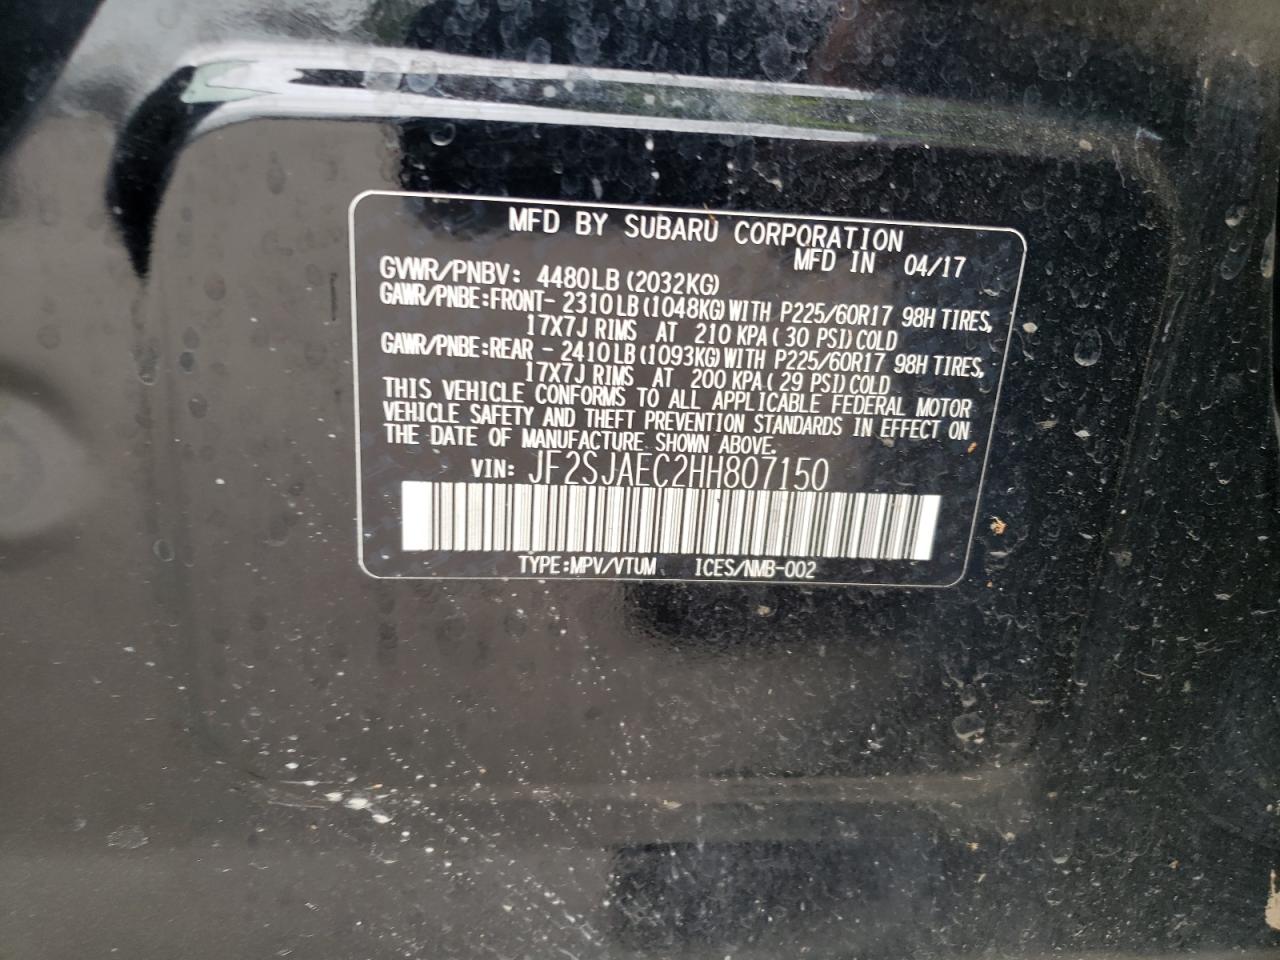 MFD BY SUBARU CORPORATION
MFD IN 04/17
GVWR/PNBV: 4480LB (2032KG)
GAWR/PNBE:FRONT- 2310LB (1048KG) WITH P225/60R17 98H TIRES,
17X7J RIMS AT 210 KPA ( 30 PSI) COLD
GAWR/PNBE:REAR - 2410LB (1093KG) WITH P225/60R17 98H TIRES,
17X7J RIMS AT 200 KPA ( 29 PSI) COLD
THIS VEHICLE CONFORMS TO ALL APPLICABLE FEDERAL MOTOR
VEHICLE SAFETY AND THEFT PREVENTION STANDARDS IN EFFECT ON
THE DATE OF MANUFACTURE SHOWN ABOVE.
VIN: JF2SJAEC2HH807150
TYPE:MPV/VTUM ICES/NMB-002